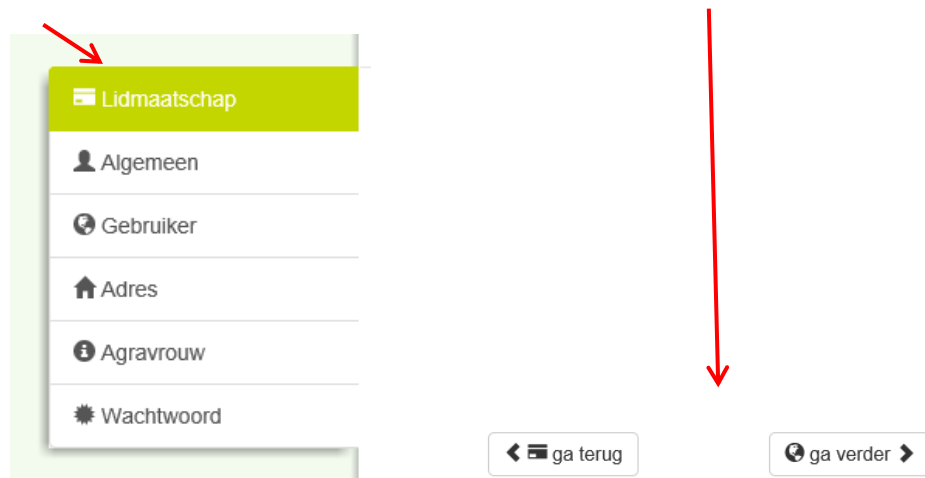 Lidmaatschap
Algemeen
Gebruiker
Adres
Agravrouw
Wachtwoord
ga terug
ga verder